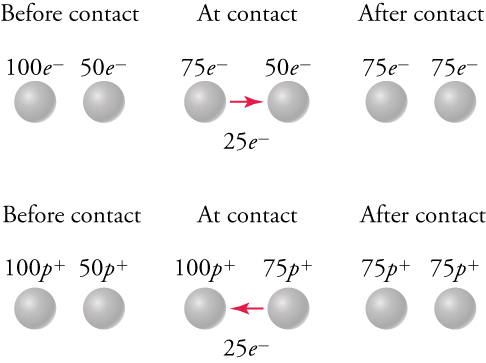 Before contact At contact After contact
100e⁻ 50e⁻ 75e⁻ 50e⁻ 75e⁻ 75e⁻
25e⁻
Before contact At contact After contact
100p⁺ 50p⁺ 100p⁺ 75p⁺ 75p⁺ 75p⁺
25e⁻